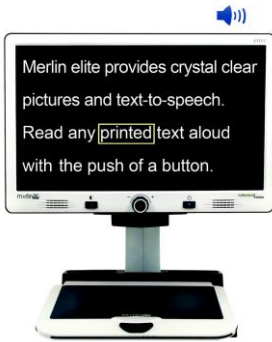 Merlin elite provides crystal clear
pictures and text-to-speech.
Read any printed text aloud
with the push of a button.
merlin